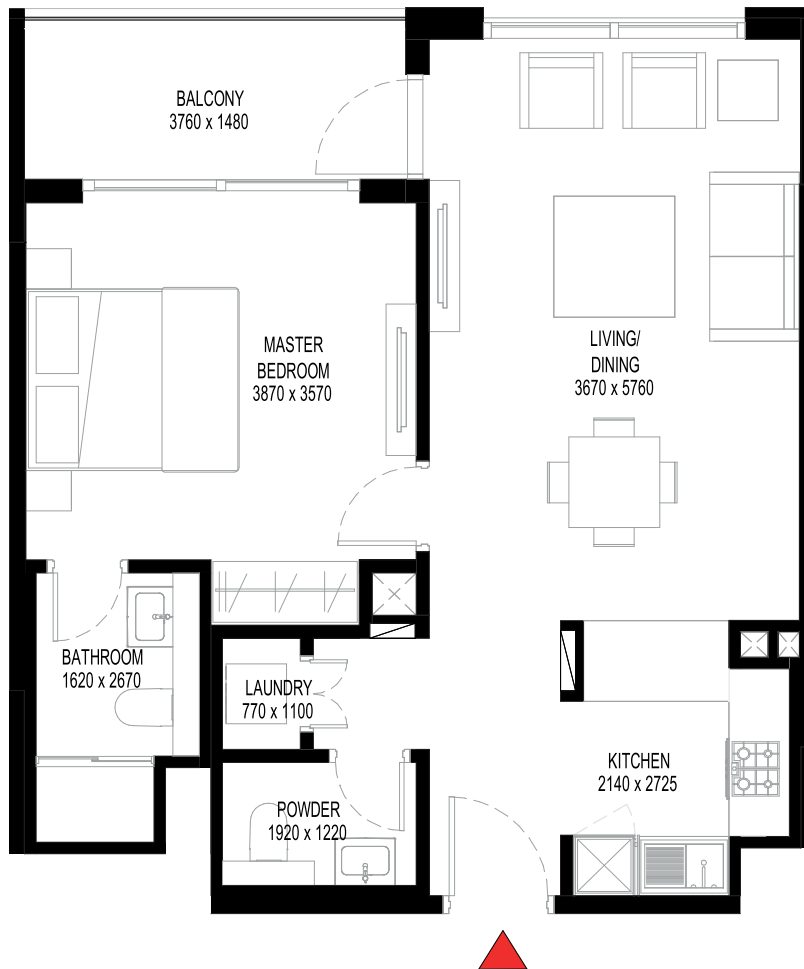 BALCONY
3760 x 1480
MASTER
BEDROOM
3870 x 3570
LIVING/
DINING
3670 x 5760
BATHROOM
1620 x 2670
LAUNDRY
770 x 1100
KITCHEN
2140 x 2725
POWDER
1920 x 1220